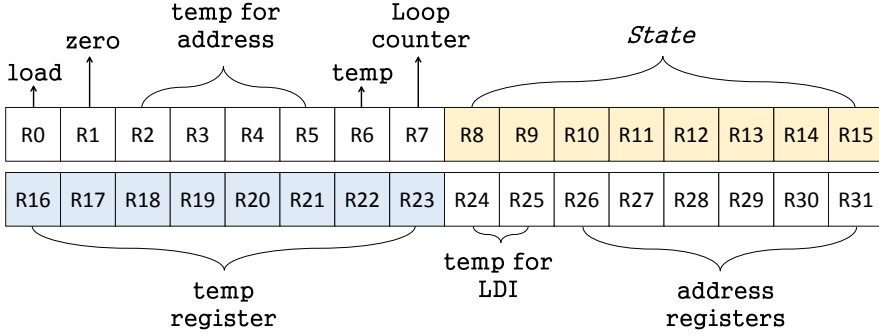 temp for
address
Loop
counter
State
zero
load
temp
R0 R1 R2 R3 R4 R5 R6 R7 R8 R9 R10 R11 R12 R13 R14 R15
R16 R17 R18 R19 R20 R21 R22 R23 R24 R25 R26 R27 R28 R29 R30 R31
temp
register
temp for
LDI
address
registers